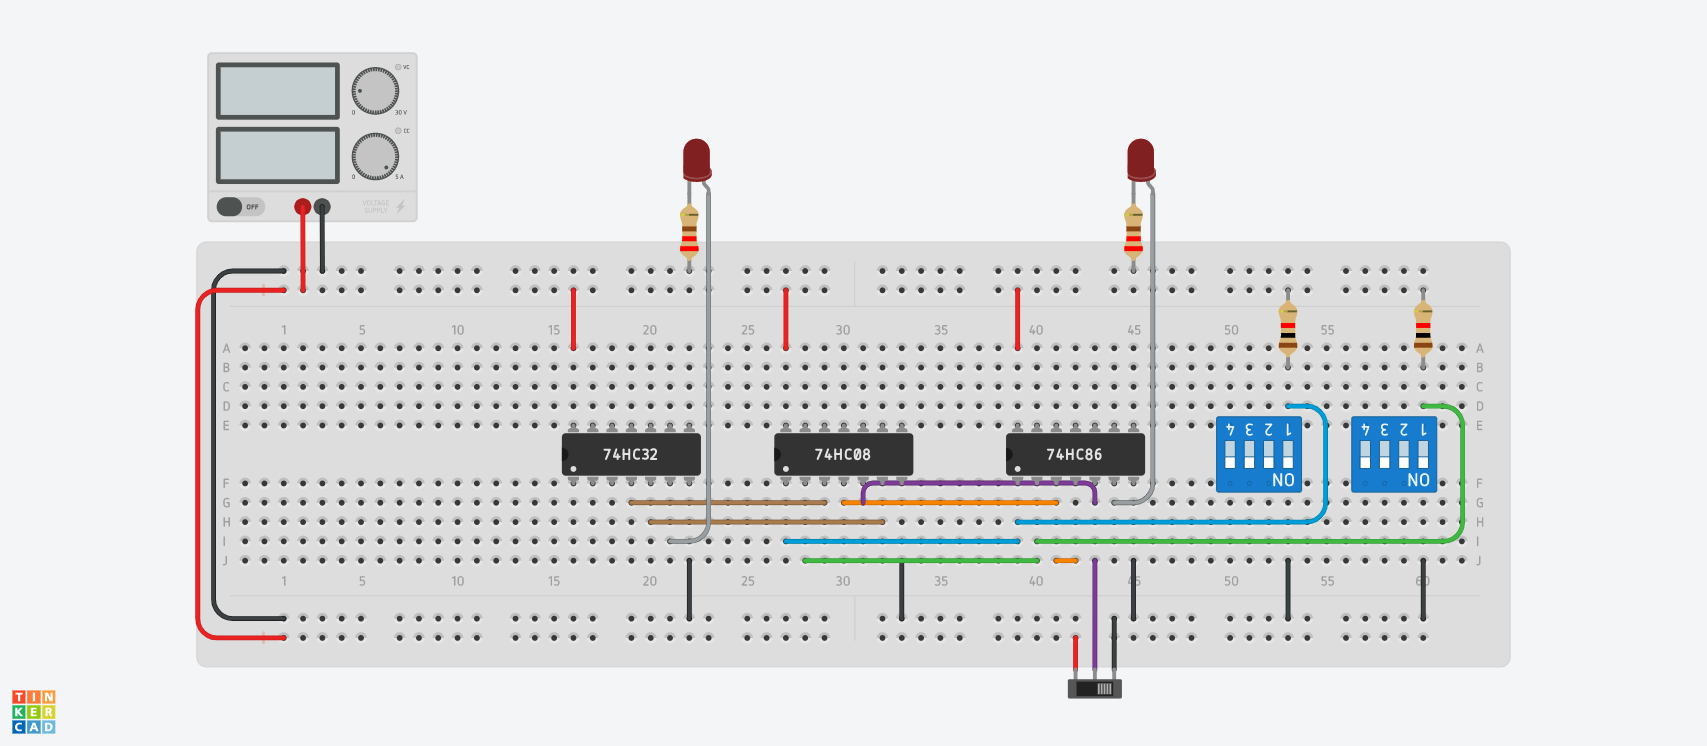 VC
0 30 V
CC
0 5 A
OFF VOLTAGE
SUPPLY
1 5 10 15 20 25 30 35 40 45 50 55
A A
B B
C C
D D
E E
74HC32 74HC08 74HC86
1 2 3 4
ON
1 2 3 4
ON
F F
G G
H H
I I
J J
1 5 10 15 20 25 30 35 40 45 50 55 60
TIN
KER
CAD